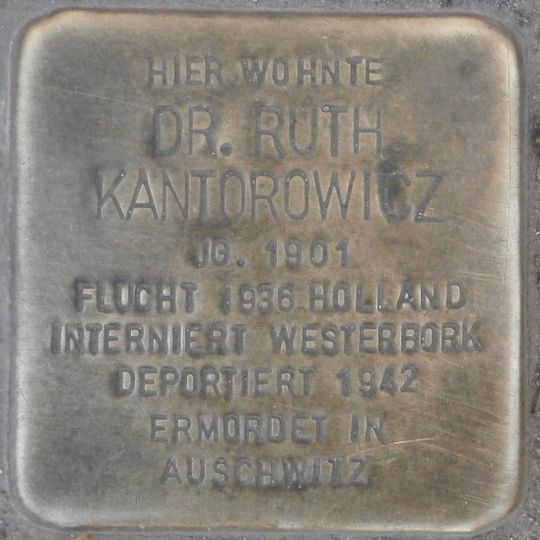 HIER WOHNTE
DR. RUTH
KANTOROWICZ
JG. 1901
FLUCHT 1936 HOLLAND
INTERNIERT WESTERBORK
DEPORTIERT 1942
ERMORDET IN
AUSCHWITZ